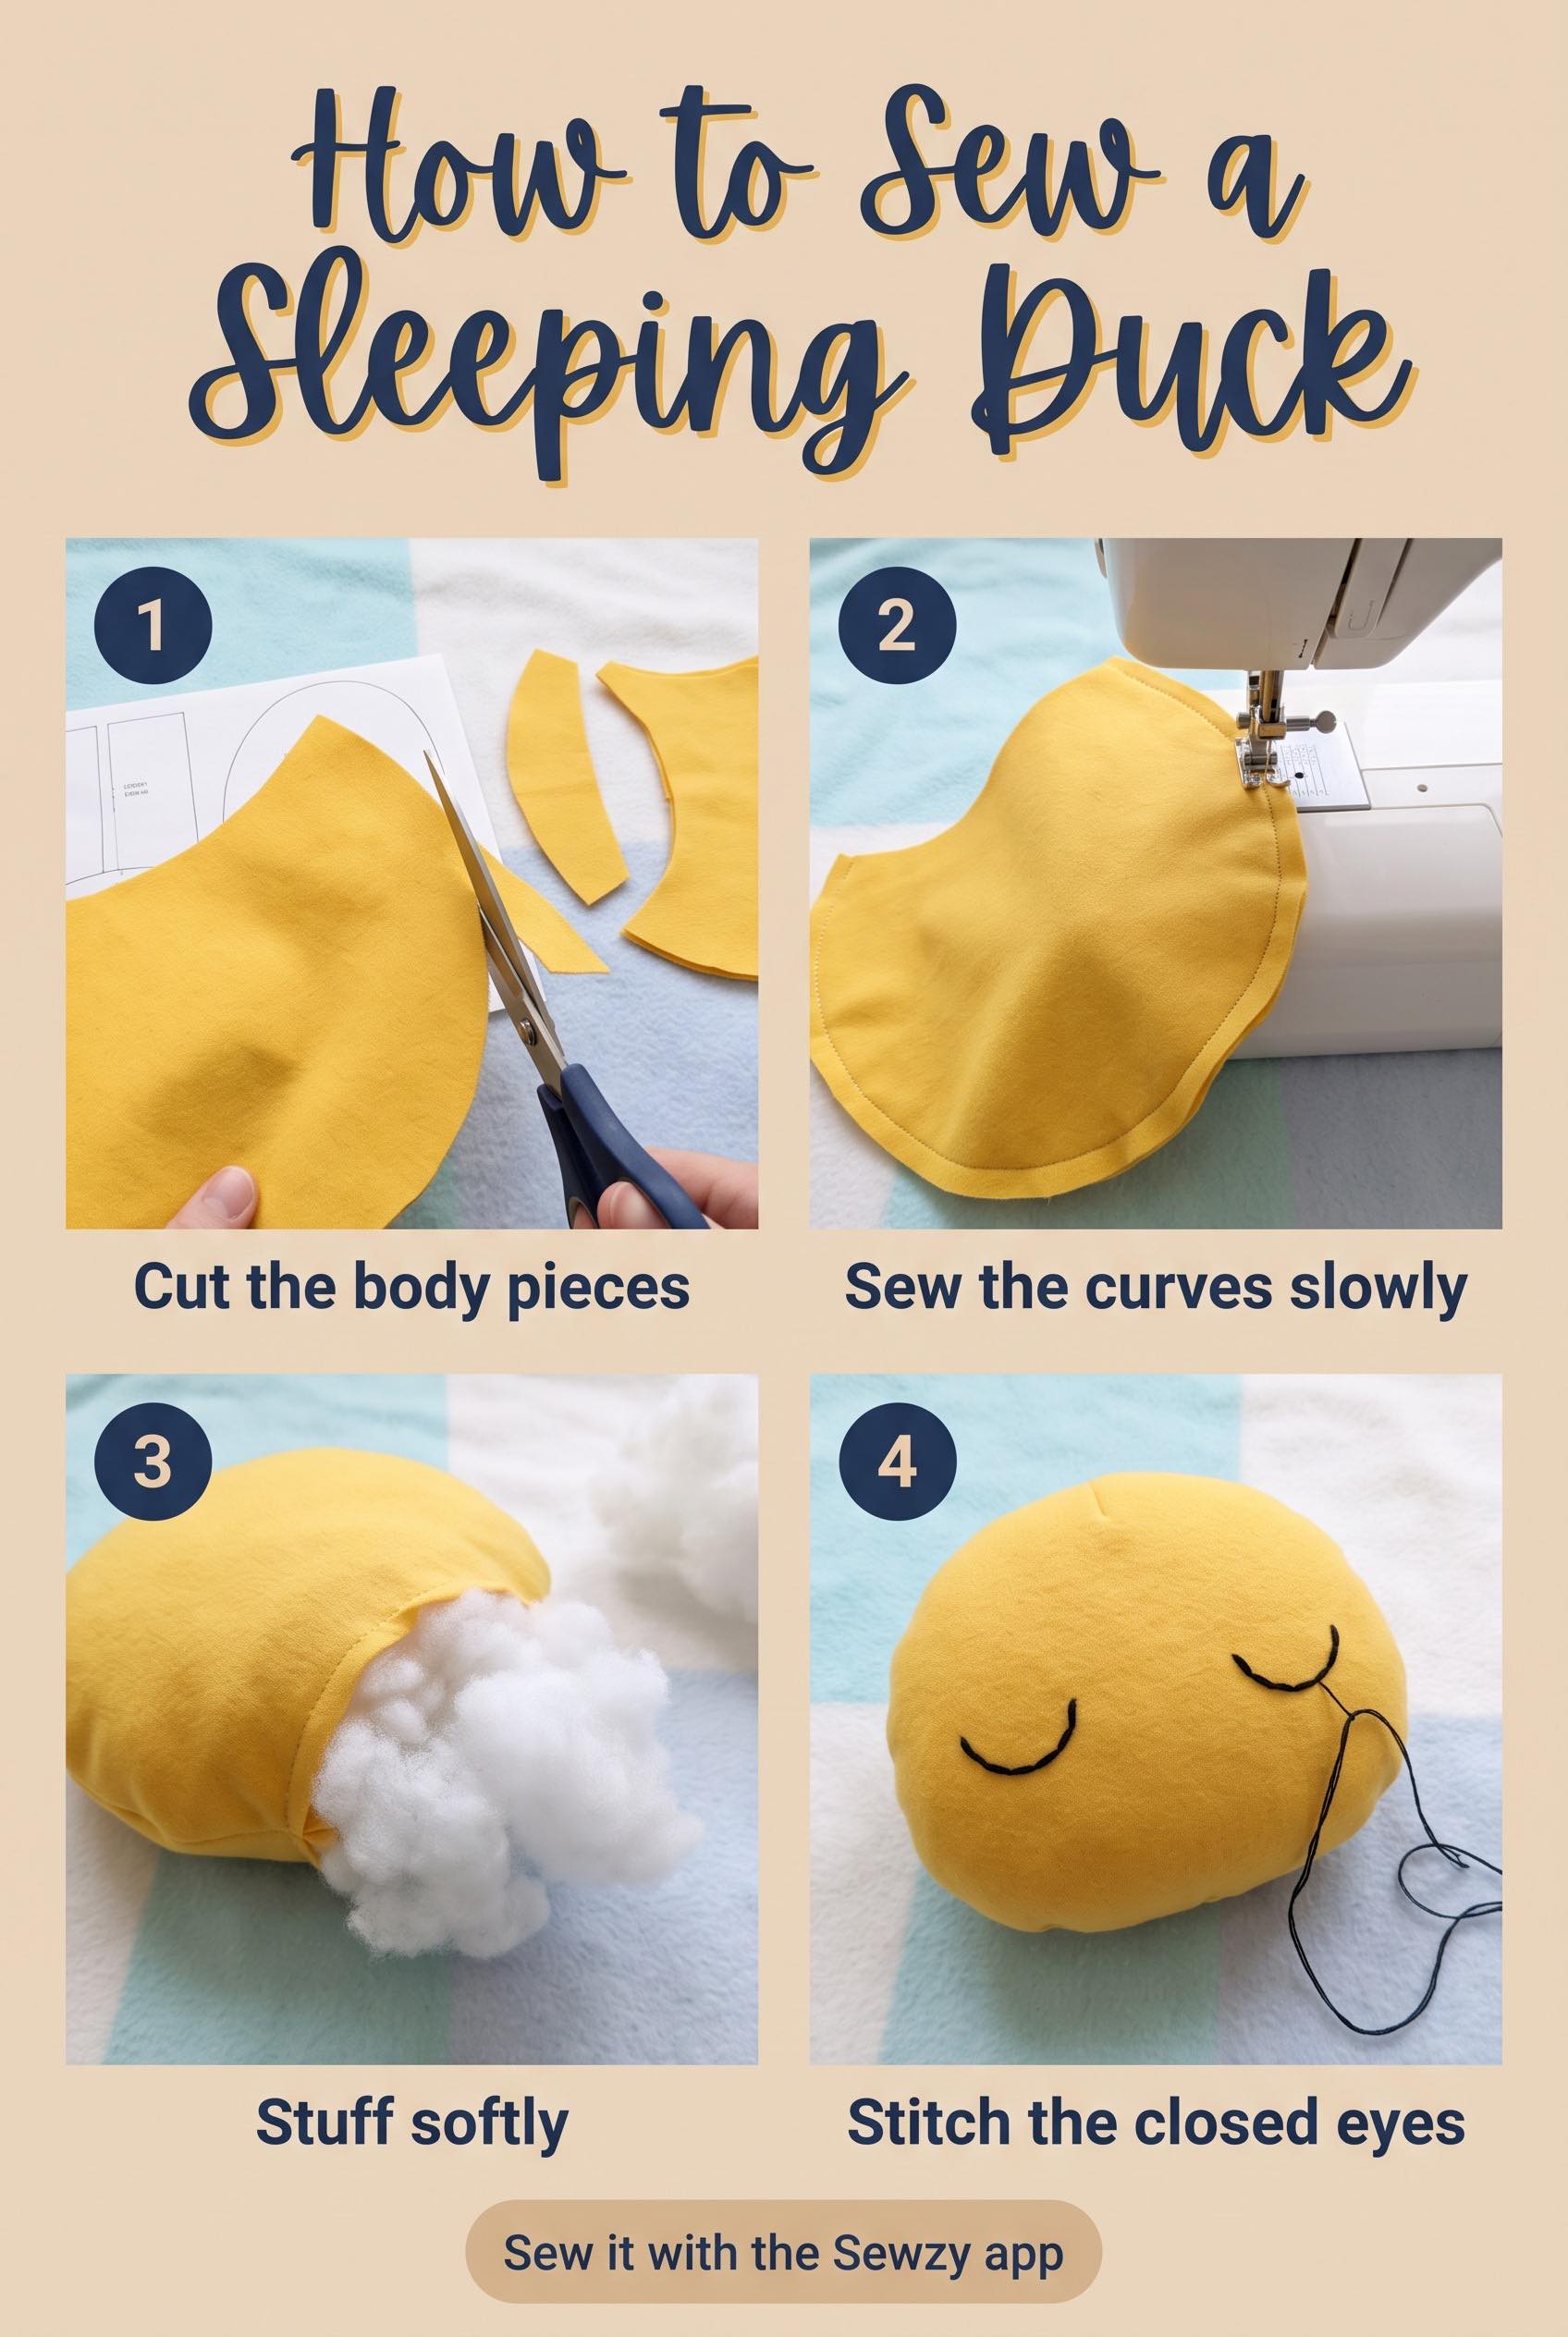 How to Sew a
Sleeping Duck
1
2
Cut the body pieces
Sew the curves slowly
3
4
Stuff softly
Stitch the closed eyes
Sew it with the Sewzy app